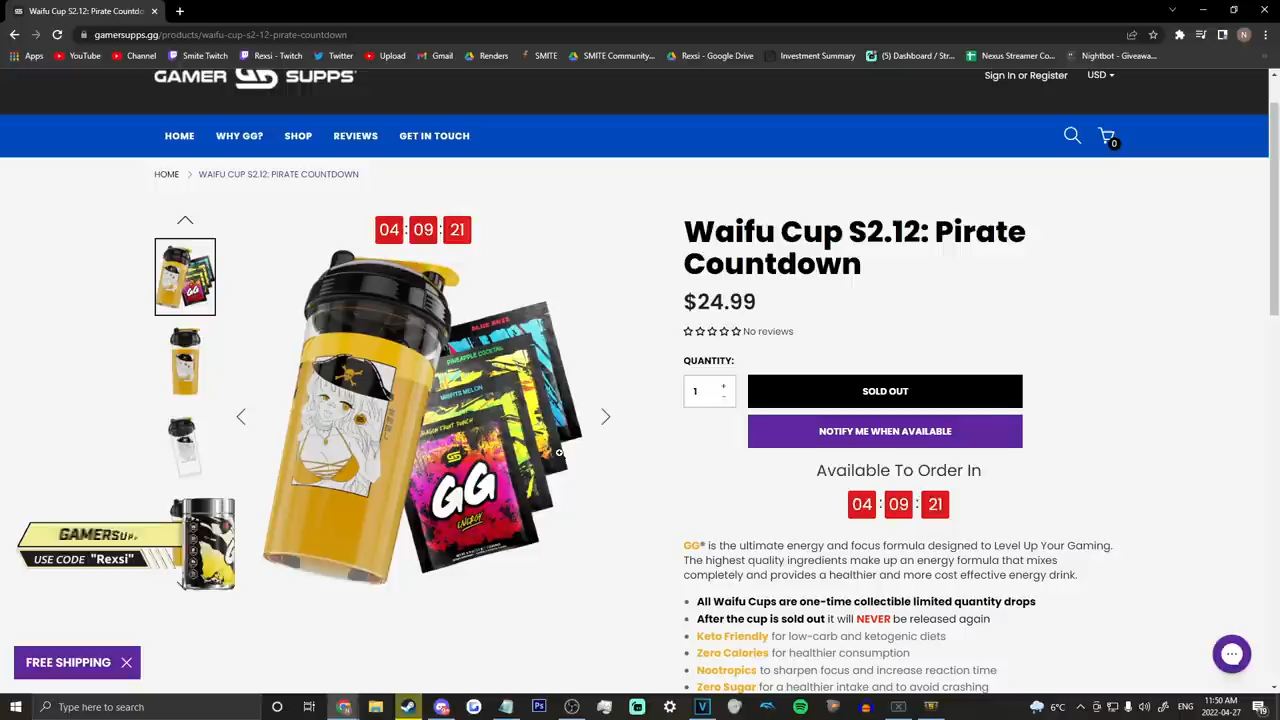 Waifu Cup S2.12: Pirate Countdo
gamersupps.gg/products/waifu-cup-s2-12-pirate-countdown
Apps YouTube Channel Smite Twitch Rexsi - Twitch Twitter Upload Gmail Renders SMITE SMITE Community... Rexsi - Google Drive Investment Summary (5) Dashboard / Str... Nexus Streamer Co... Nightbot - Giveawa...
GAMER GG SUPPS
Sign In or Register USD
HOME WHY GG? SHOP REVIEWS GET IN TOUCH
0
HOME > WAIFU CUP S2.12: PIRATE COUNTDOWN
04 : 09 : 21
Waifu Cup S2.12: Pirate
Countdown
$24.99
No reviews
QUANTITY:
1 + -
SOLD OUT
NOTIFY ME WHEN AVAILABLE
Available To Order In
04 : 09 : 21
PINEAPPLE COCKTAIL
MISFITS MELON
DRAGON FRUIT PUNCH
GG
ENERGY
GG® is the ultimate energy and focus formula designed to Level Up Your Gaming.
The highest quality ingredients make up an energy formula that mixes
completely and provides a healthier and more cost effective energy drink.
All Waifu Cups are one-time collectible limited quantity drops
After the cup is sold out it will NEVER be released again
Keto Friendly for low-carb and ketogenic diets
Zero Calories for healthier consumption
Nootropics to sharpen focus and increase reaction time
Zero Sugar for a healthier intake and to avoid crashing
GAMERSUP
USE CODE "Rexsi"
FREE SHIPPING
Type here to search
6°C
11:50 AM
2022-04-27